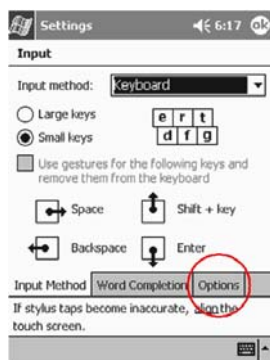 Settings 6:17 ok
Input
Input method: Keyboard
Large keys
e r t
Small keys
d f g
Use gestures for the following keys and
remove them from the keyboard
Space Shift + key
Backspace Enter
Input Method Word Completion Options
If stylus taps become inaccurate, align the
touch screen.